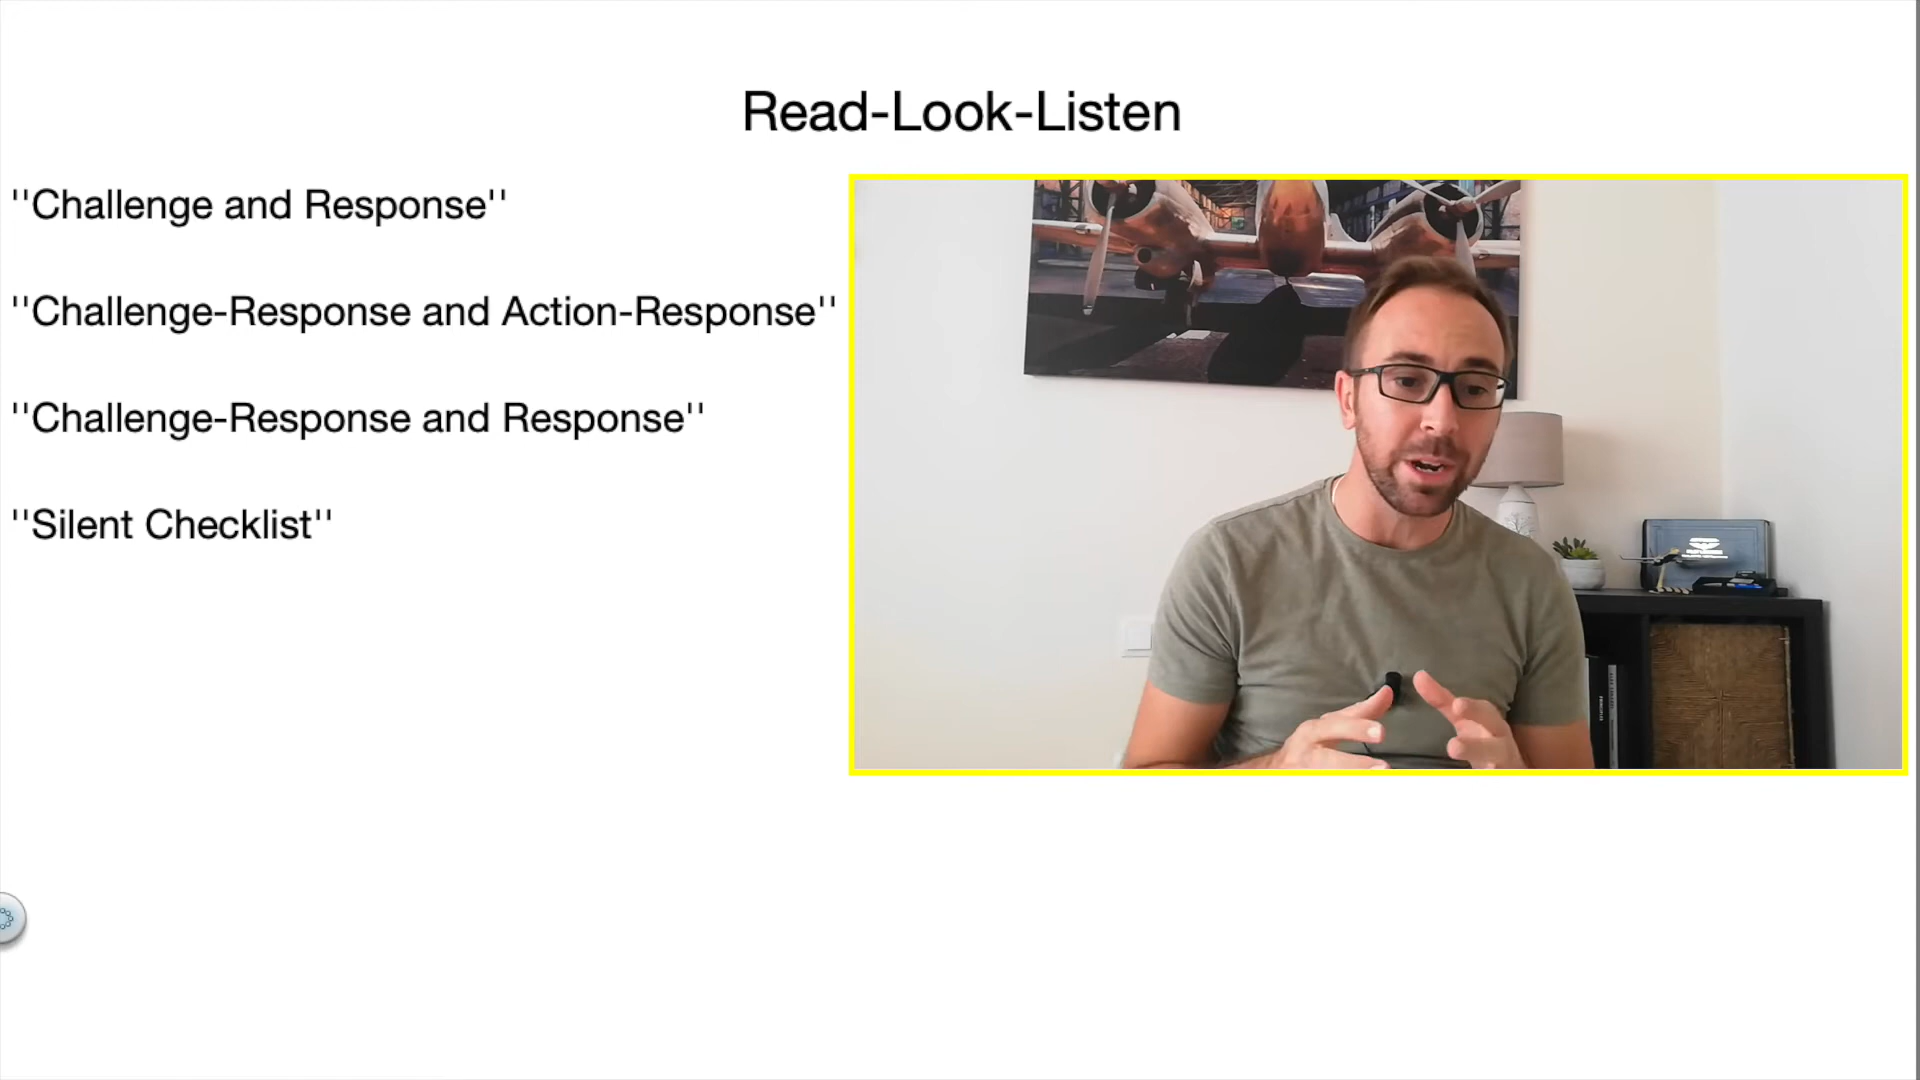 Read-Look-Listen
''Challenge and Response''
''Challenge-Response and Action-Response''
''Challenge-Response and Response''
''Silent Checklist''